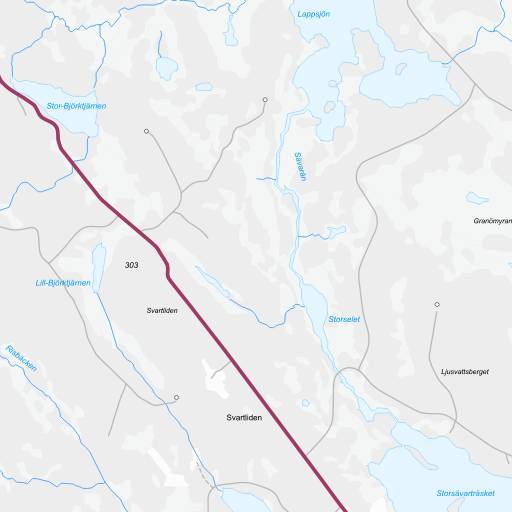 Lappsjön
Stor-Björktjärnen
Sävarån
Granömyran
303
Lill-Björktjärnen
Svartliden
Storselet
Risbäcken
Ljusvattsberget
Svartliden
Storsävarträsket